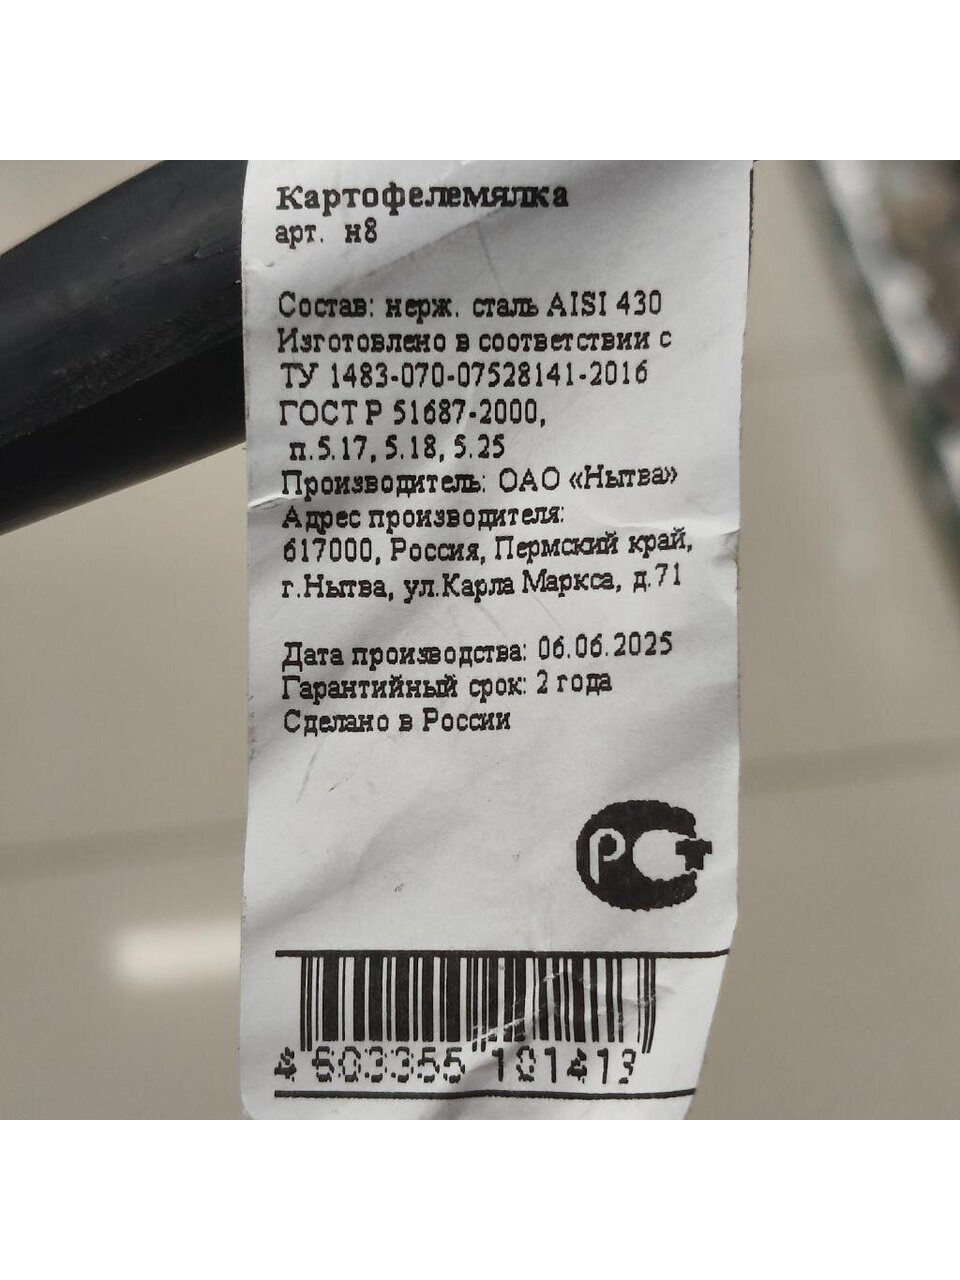 Картофелемялка
арт. н8
Состав: нерж. сталь AISI 430
Изготовлено в соответствии с
ТУ 1483-070-07528141-2016
ГОСТ Р 51687-2000,
п.5.17, 5.18, 5.25
Производитель: ОАО «Нытва»
Адрес производителя:
617000, Россия, Пермский край,
г.Нытва, ул.Карла Маркса, д.71
Дата производства: 06.06.2025
Гарантийный срок: 2 года
Сделано в России
РСТ
4 603355 101413